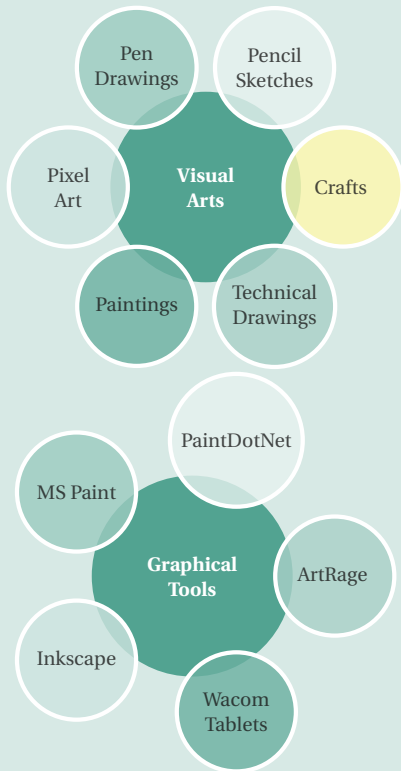 Pen
Drawings
Pencil
Sketches
Pixel
Art
Visual
Arts
Crafts
Paintings
Technical
Drawings
PaintDotNet
MS Paint
Graphical
Tools
ArtRage
Inkscape
Wacom
Tablets